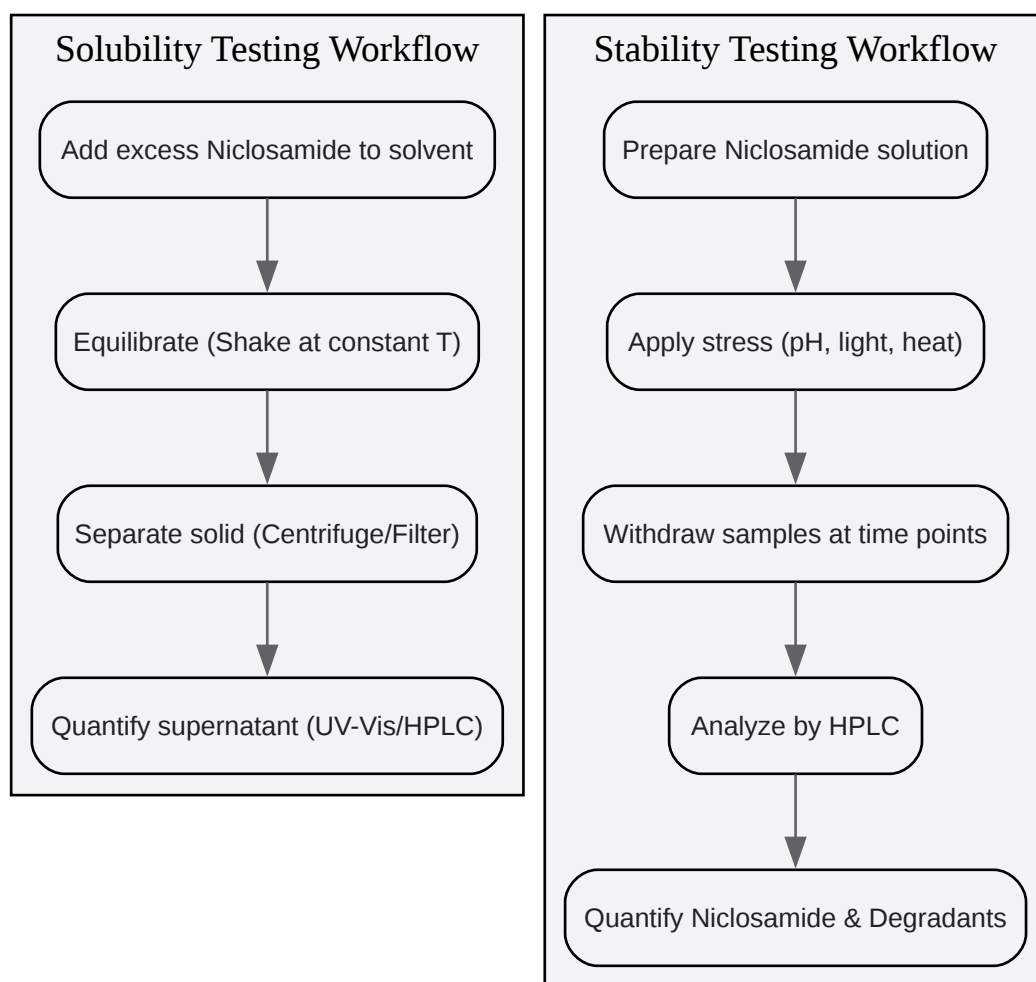 Solubility Testing Workflow
Add excess Niclosamide to solvent
Equilibrate (Shake at constant T)
Separate solid (Centrifuge/Filter)
Quantify supernatant (UV-Vis/HPLC)
Stability Testing Workflow
Prepare Niclosamide solution
Apply stress (pH, light, heat)
Withdraw samples at time points
Analyze by HPLC
Quantify Niclosamide & Degradants